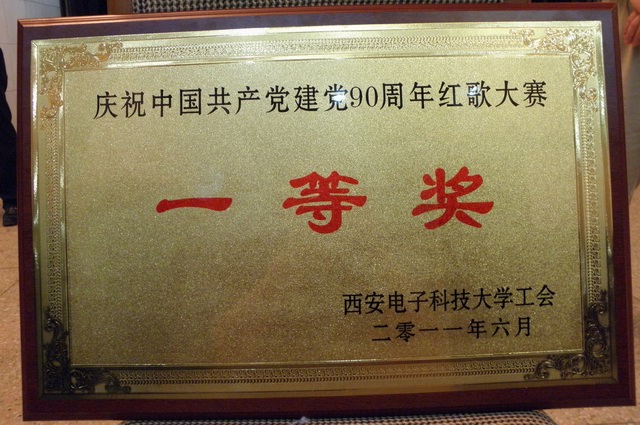 庆祝中国共产党建党90周年红歌大赛
一等奖
西安电子科技大学工会
二零一一年六月